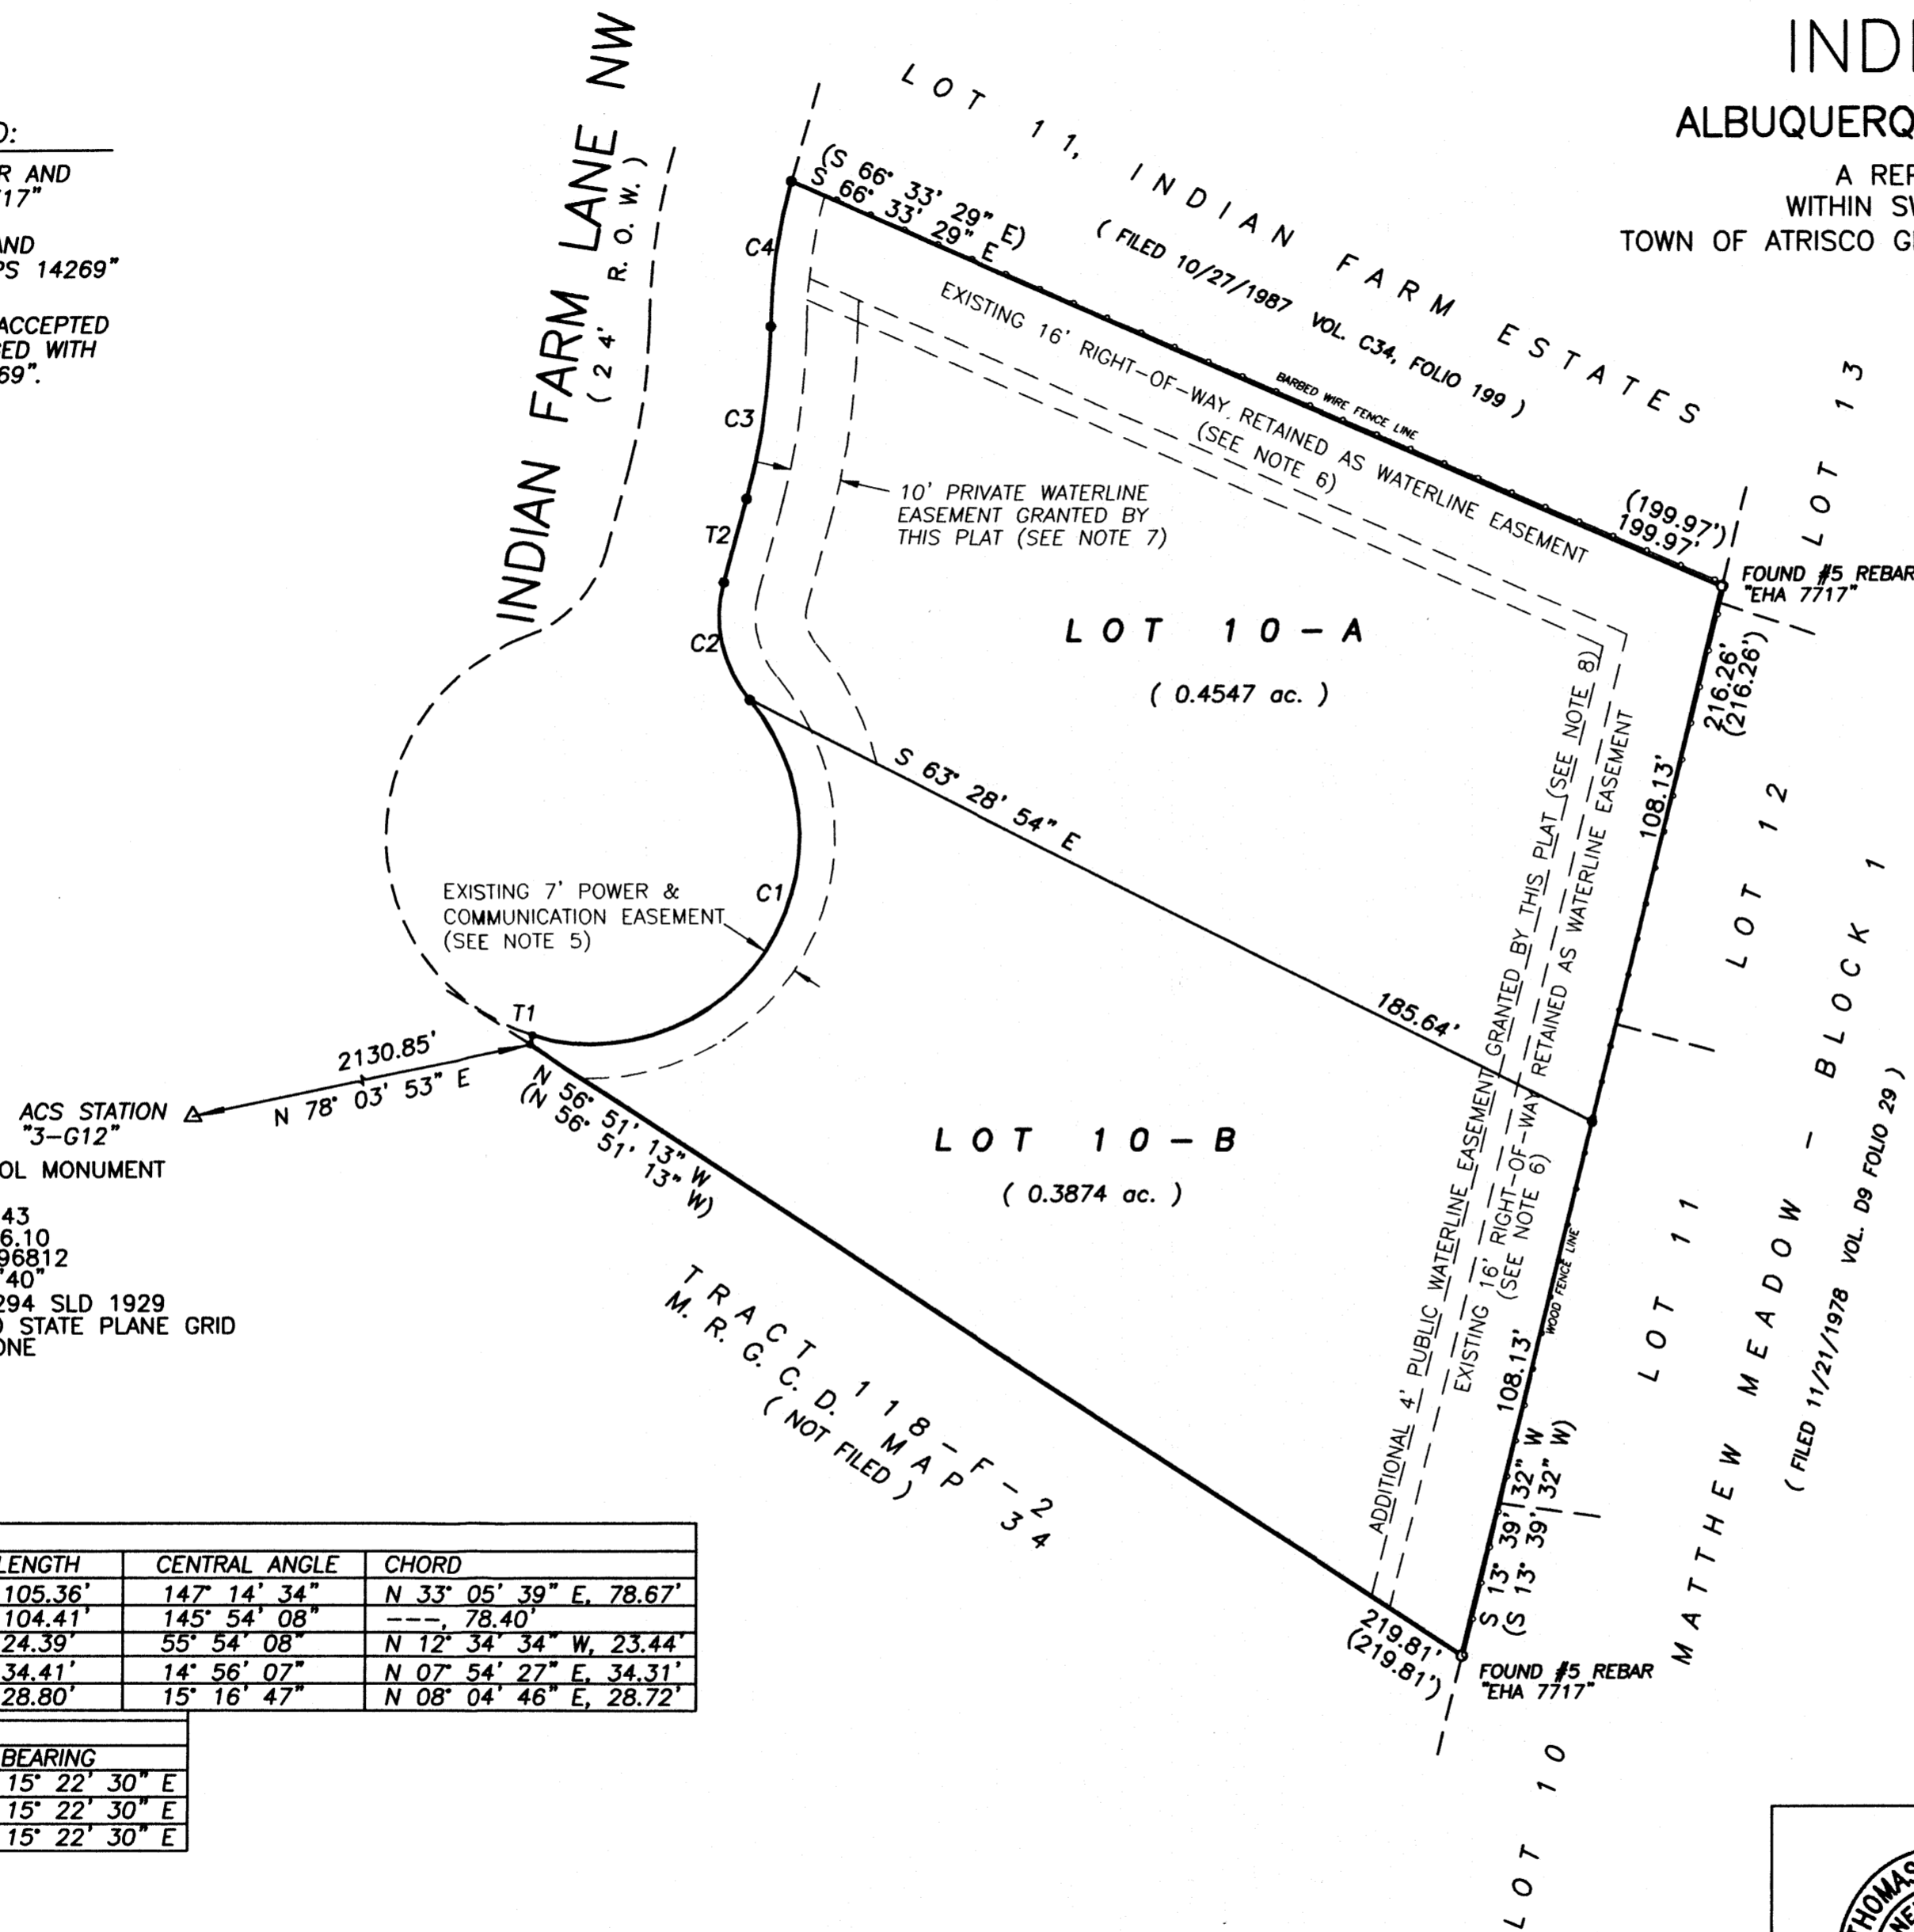 INDIAN FARM LANE NW
( 24' R. O. W. )
LOT 11, INDIAN FARM ESTATES
( FILED 10/27/1987 VOL. C34, FOLIO 199 )
ALBUQUERQ
A REP
WITHIN SW
TOWN OF ATRISCO G
R AND
17"
AND
PS 14269"
ACCEPTED
ED WITH
69".
(S 66° 33' 29" E)
S 66° 33' 29" E
C4
C3
T2
C2
EXISTING 16' RIGHT-OF-WAY RETAINED AS WATERLINE EASEMENT
(SEE NOTE 6)
BARBED WIRE FENCE LINE
(199.97')
199.97'
10' PRIVATE WATERLINE
EASEMENT GRANTED BY
THIS PLAT (SEE NOTE 7)
FOUND #5 REBAR
"EHA 7717"
LOT 10-A
( 0.4547 ac. )
216.26'
(216.26')
108.13'
S 63° 28' 54" E
185.64'
C1
EXISTING 7' POWER &
COMMUNICATION EASEMENT
(SEE NOTE 5)
T1
2130.85'
N 78° 03' 53" E
ACS STATION
"3-G12"
OL MONUMENT
43
6.10
96812
'40"
294 SLD 1929
STATE PLANE GRID
ONE
N 56° 51' 13" W
(N 56° 51' 13" W)
LOT 10-B
( 0.3874 ac. )
ADDITIONAL 4' PUBLIC WATERLINE EASEMENT GRANTED BY THIS PLAT (SEE NOTE 8)
EXISTING 16' RIGHT-OF-WAY RETAINED AS WATERLINE EASEMENT
(SEE NOTE 6)
WOOD FENCE LINE
108.13'
S 13° 39' 32" W
(S 13° 39' 32" W)
219.81'
(219.81')
FOUND #5 REBAR
"EHA 7717"
TRACT 118-F-2
M. R. G. C. D. MAP 34
( NOT FILED )
LOT 13
LOT 12
LOT 11
LOT 10
MATTHEW MEADOW - BLOCK 1
( FILED 11/21/1978 VOL. D9 FOLIO 29 )
LENGTH CENTRAL ANGLE CHORD
105.36' 147° 14' 34" N 33° 05' 39" E, 78.67'
104.41' 145° 54' 08" ---, 78.40'
24.39' 55° 54' 08" N 12° 34' 34" W, 23.44'
34.41' 14° 56' 07" N 07° 54' 27" E, 34.31'
28.80' 15° 16' 47" N 08° 04' 46" E, 28.72'
BEARING
15° 22' 30" E
15° 22' 30" E
15° 22' 30" E
THOMAS